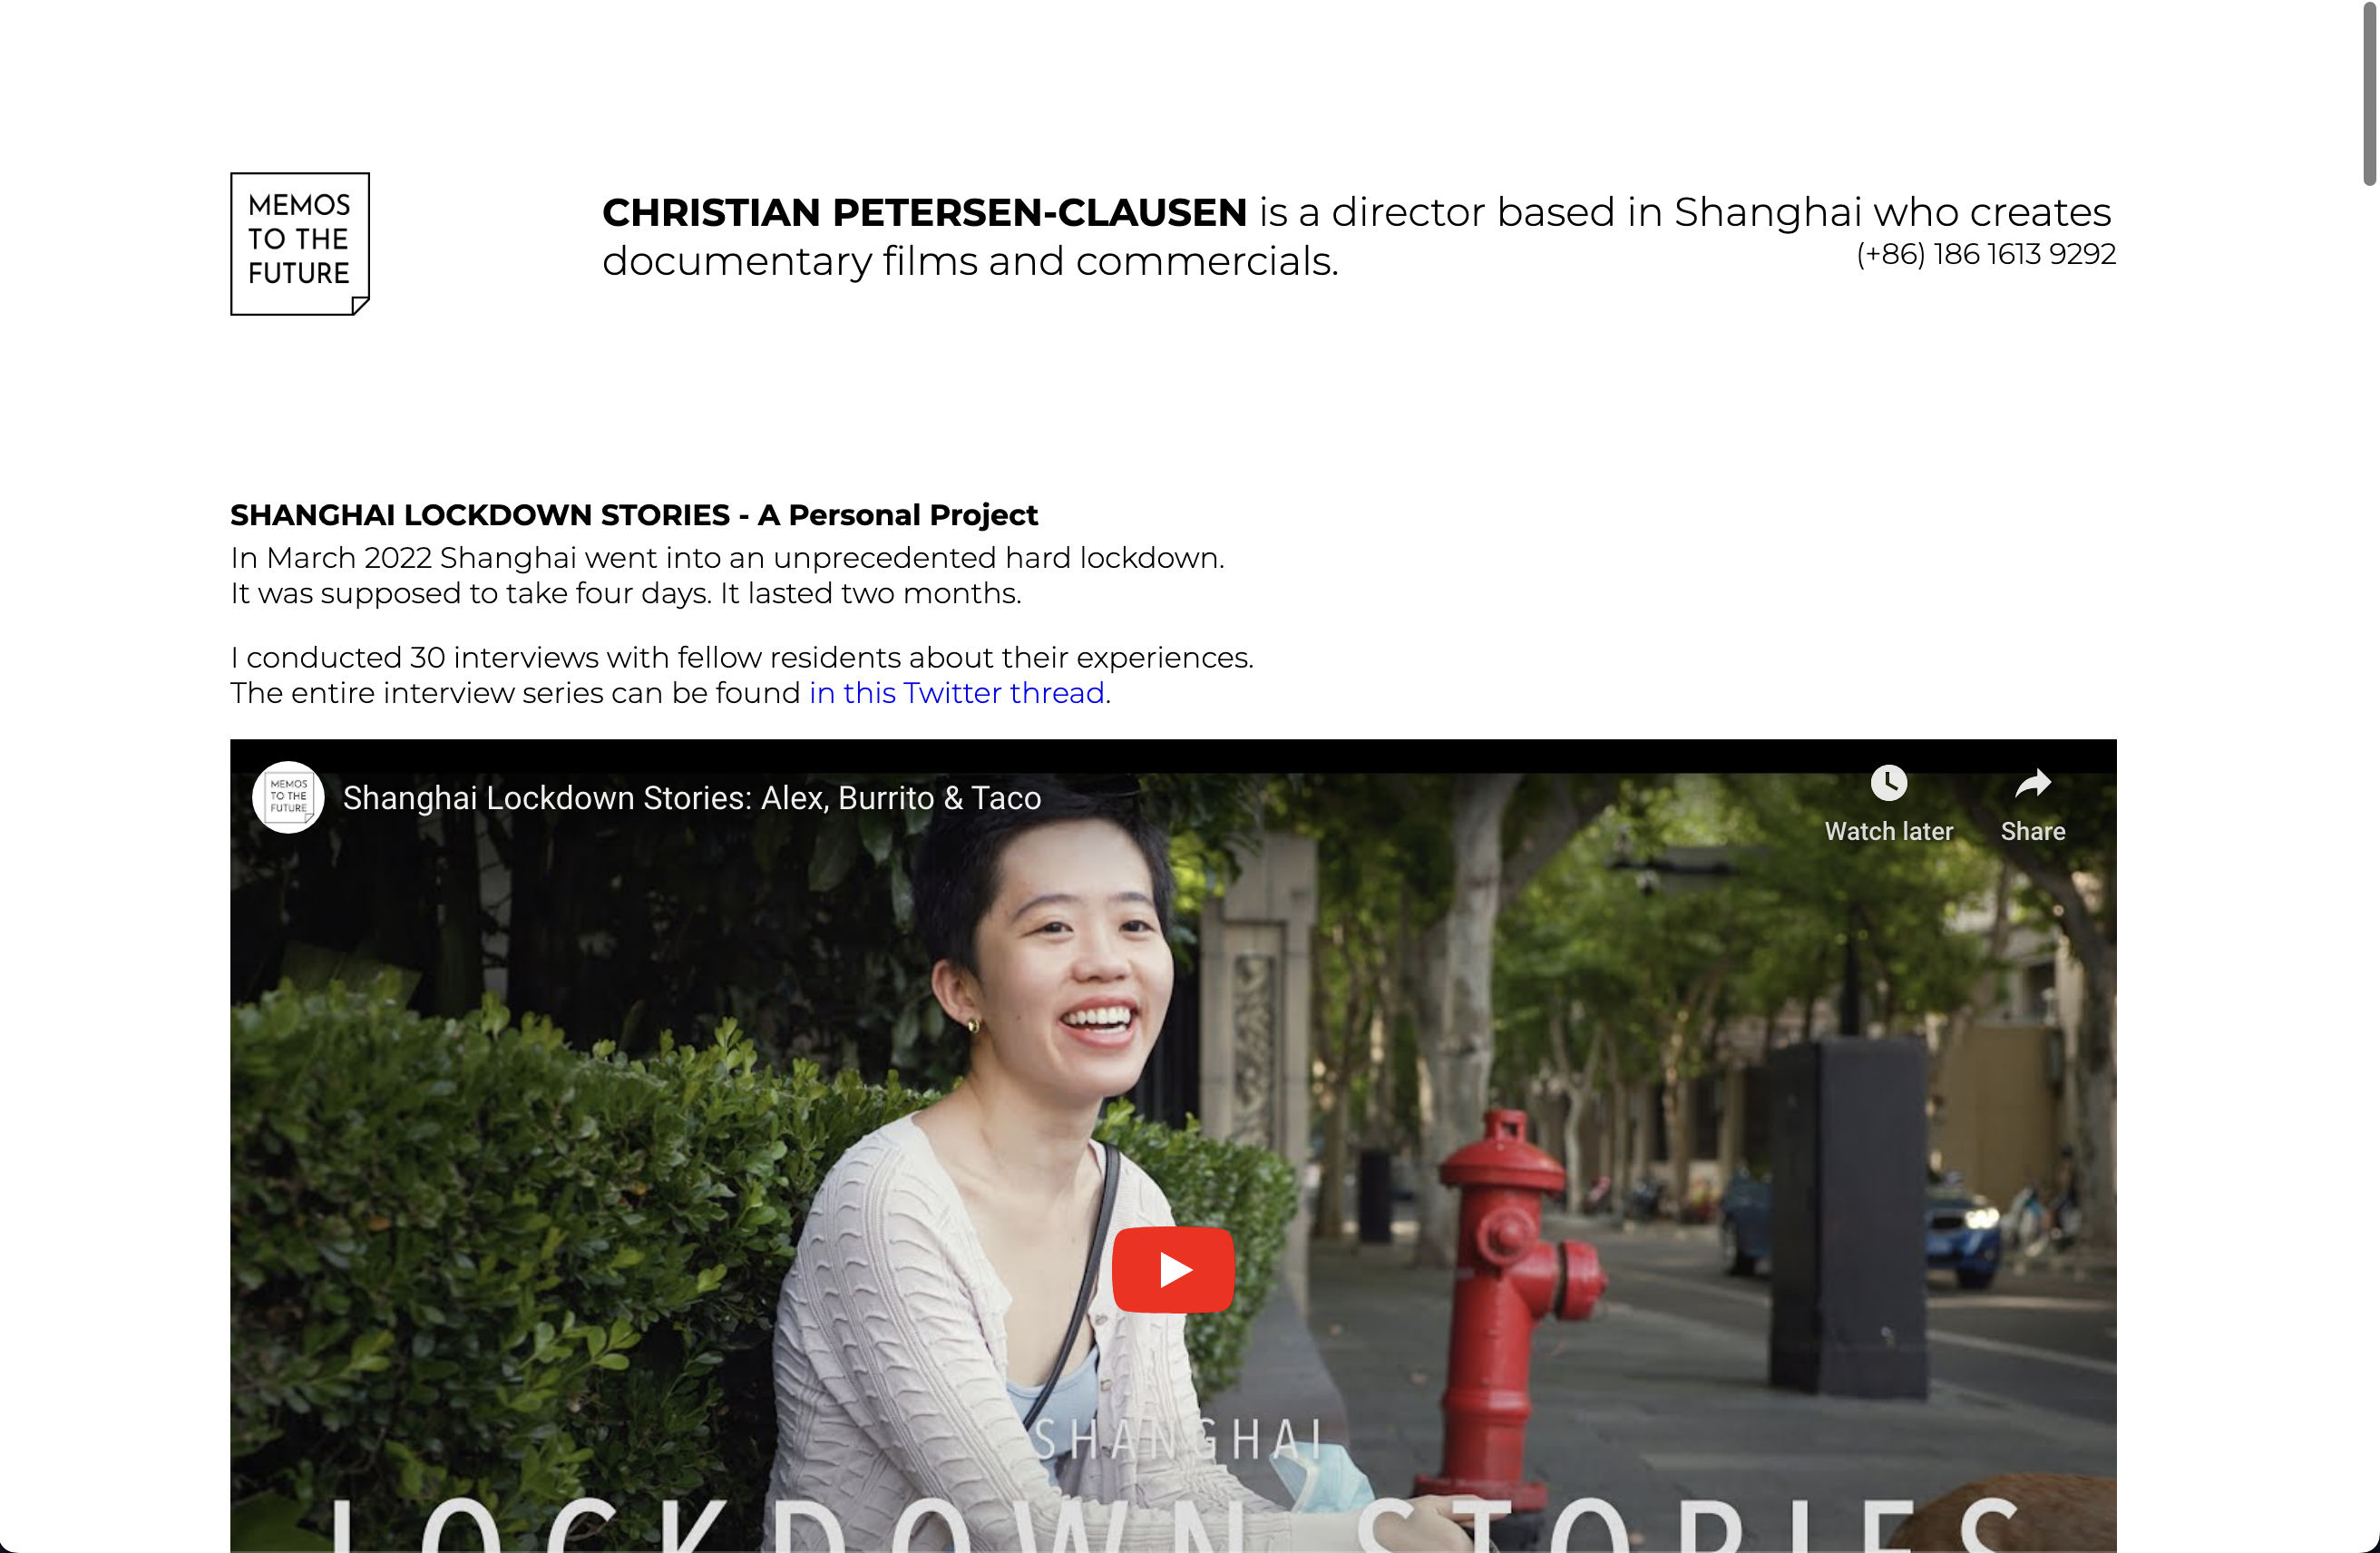 MEMOS
TO THE
FUTURE
CHRISTIAN PETERSEN-CLAUSEN is a director based in Shanghai who creates
documentary films and commercials.
(+86) 186 1613 9292
SHANGHAI LOCKDOWN STORIES - A Personal Project
In March 2022 Shanghai went into an unprecedented hard lockdown.
It was supposed to take four days. It lasted two months.
I conducted 30 interviews with fellow residents about their experiences.
The entire interview series can be found in this Twitter thread.
MEMOS
TO THE
FUTURE
Shanghai Lockdown Stories: Alex, Burrito & Taco
Watch later
Share
SHANGHAI
LOCKDOWN STORIES